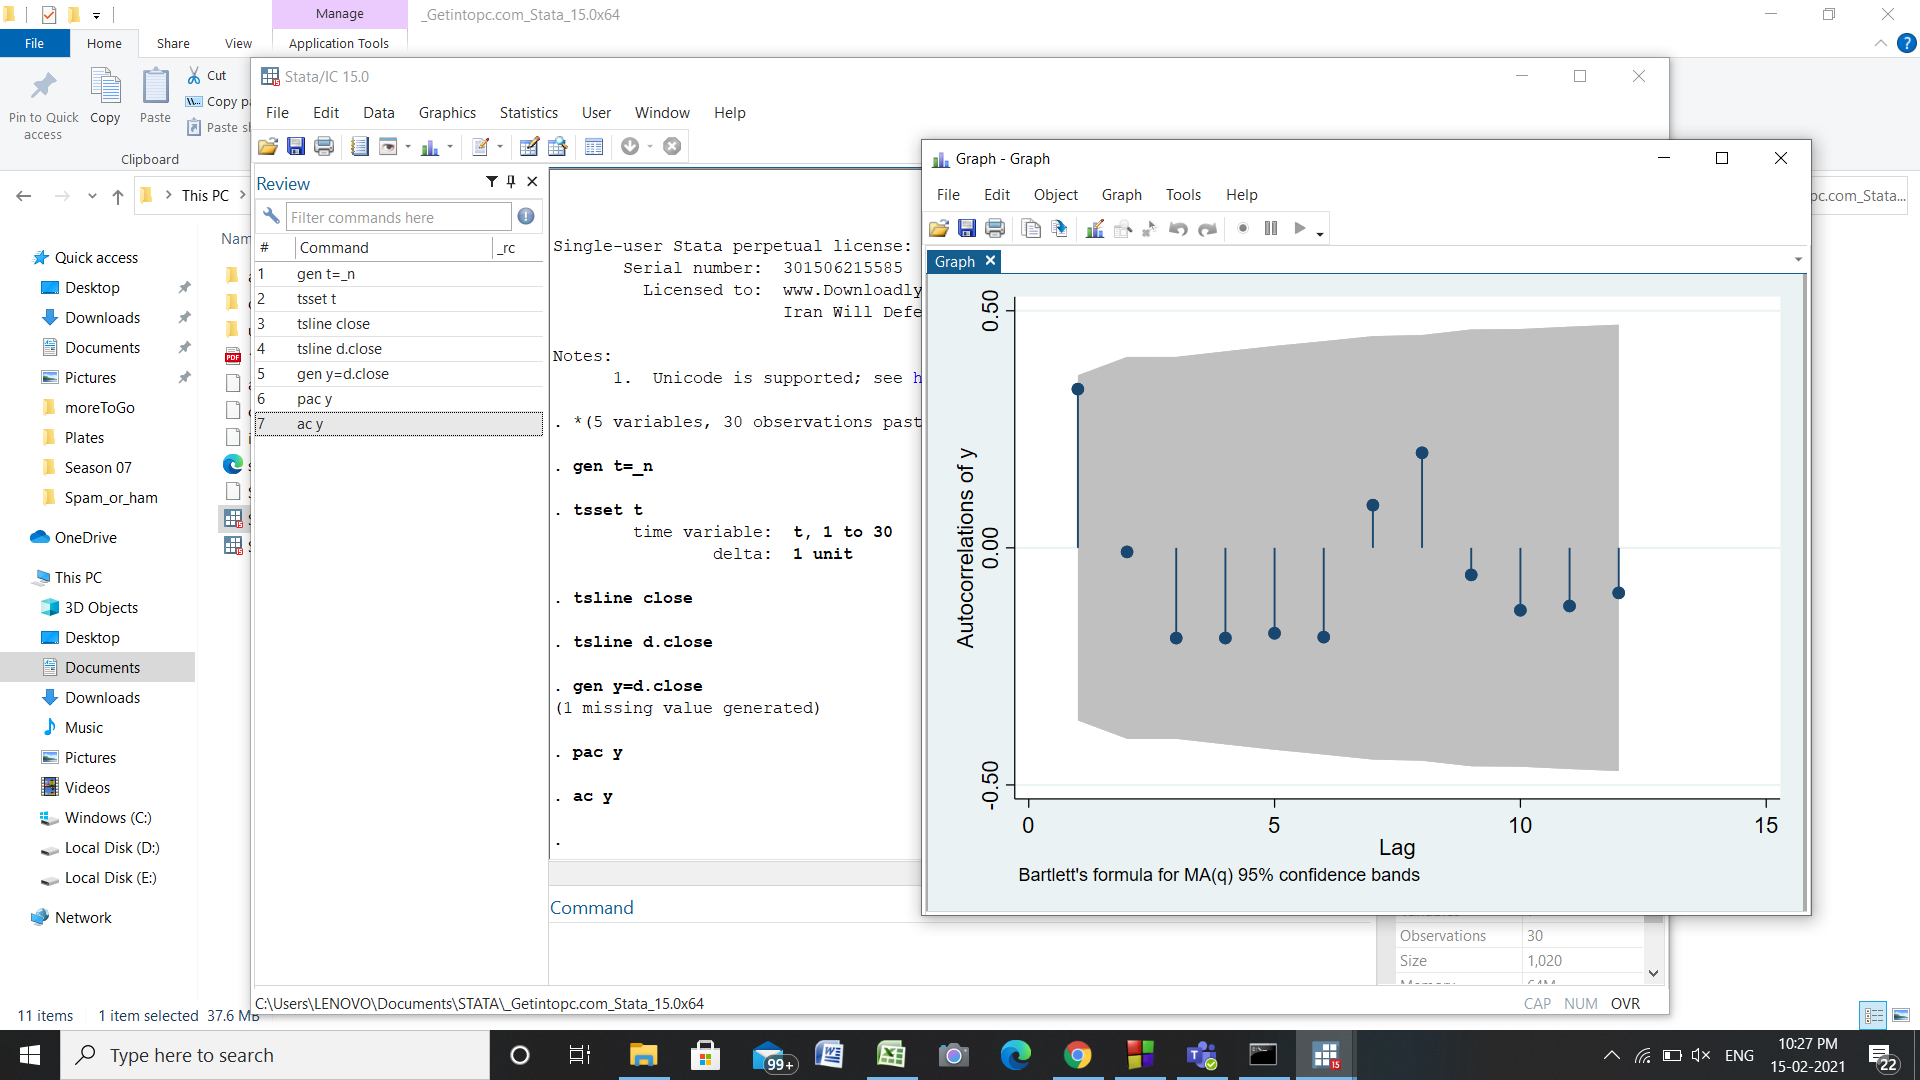 Manage
_Getintopc.com_Stata_15.0x64
File
Home
Share
View
Application Tools
Pin to Quick
access
Copy
Paste
Cut
Copy
Paste
Clipboard
This PC
Quick access
Desktop
Downloads
Documents
Pictures
moreToGo
Plates
Season 07
Spam_or_ham
OneDrive
This PC
3D Objects
Desktop
Documents
Downloads
Music
Pictures
Videos
Windows (C:)
Local Disk (D:)
Local Disk (E:)
Network
11 items
1 item selected 37.6 MB
Stata/IC 15.0
File Edit Data Graphics Statistics User Window Help
Review
Filter commands here
# Command _rc
1 gen t=_n
2 tsset t
3 tsline close
4 tsline d.close
5 gen y=d.close
6 pac y
7 ac y
Single-user Stata perpetual license:
Serial number: 301506215585
Licensed to: www.Downloadly
Iran Will
Notes:
1. Unicode is supported; see
. *(5 variables, 30 observations
. gen t=_n
. tsset t
time variable: t, 1 to 30
delta: 1 unit
. tsline close
. tsline d.close
. gen y=d.close
(1 missing value generated)
. pac y
. ac y
.
Command
Observations 30
Size 1,020
C:\Users\LENOVO\Documents\STATA\_Getintopc.com_Stata_15.0x64
CAP NUM OVR
Graph - Graph
File Edit Object Graph Tools Help
Graph
Autocorrelations of y
0.50
0.00
-0.50
0 5 10 15
Lag
Bartlett's formula for MA(q) 95% confidence bands
pc.com_Stata...
Type here to search
99+
15
ENG
10:27 PM
15-02-2021
22